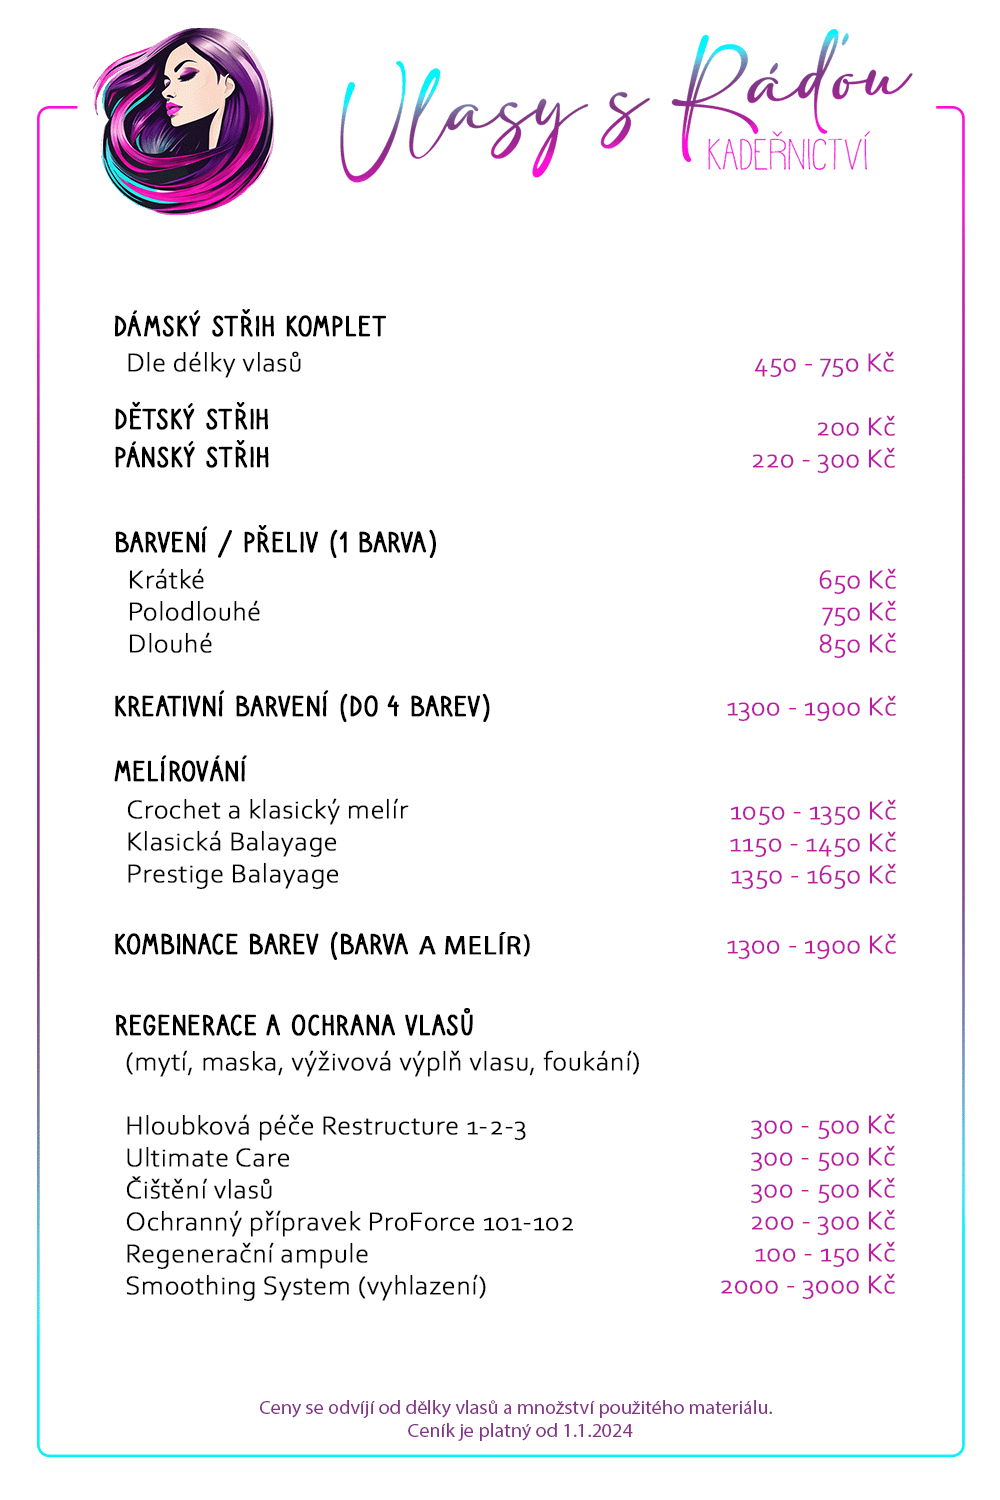 Vlasy s Ráďou
KADEŘNICTVÍ
DÁMSKÝ STŘIH KOMPLET
Dle délky vlasů 450 - 750 Kč
DĚTSKÝ STŘIH 200 Kč
PÁNSKÝ STŘIH 220 - 300 Kč
BARVENÍ / PŘELIV (1 BARVA)
Krátké 650 Kč
Polodlouhé 750 Kč
Dlouhé 850 Kč
KREATIVNÍ BARVENÍ (DO 4 BAREV) 1300 - 1900 Kč
MELÍROVÁNÍ
Crochet a klasický melír 1050 - 1350 Kč
Klasická Balayage 1150 - 1450 Kč
Prestige Balayage 1350 - 1650 Kč
KOMBINACE BAREV (BARVA A MELÍR) 1300 - 1900 Kč
REGENERACE A OCHRANA VLASŮ
(mytí, maska, výživová výplň vlasu, foukání)
Hloubková péče Restructure 1-2-3 300 - 500 Kč
Ultimate Care 300 - 500 Kč
Čištění vlasů 300 - 500 Kč
Ochranný přípravek ProForce 101-102 200 - 300 Kč
Regenerační ampule 100 - 150 Kč
Smoothing System (vyhlazení) 2000 - 3000 Kč
Ceny se odvíjí od dělky vlasů a množství použitého materiálu.
Ceník je platný od 1.1.2024